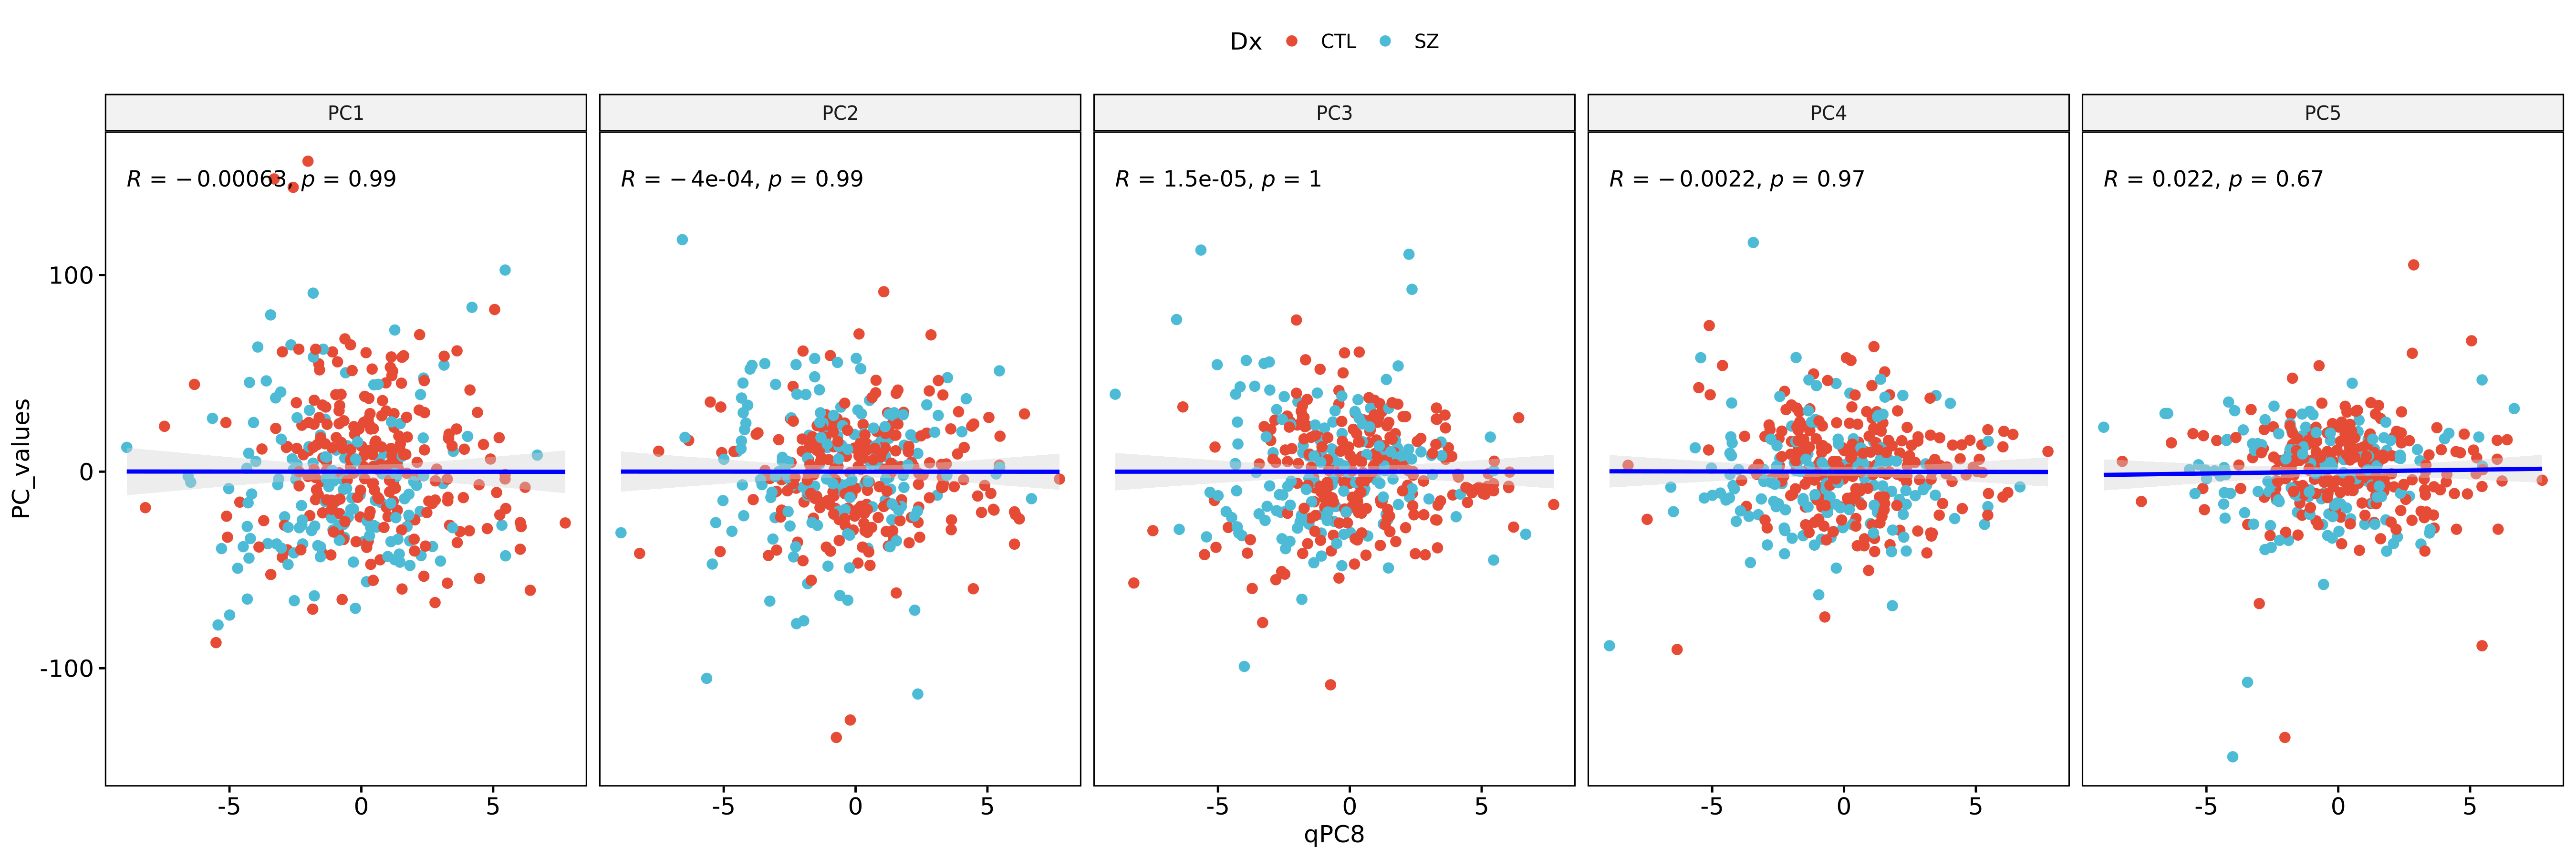 Dx CTL SZ
PC1 PC2 PC3 PC4 PC5
R = −0.00063, p = 0.99 R = −4e-04, p = 0.99 R = 1.5e-05, p = 1 R = −0.0022, p = 0.97 R = 0.022, p = 0.67
100
0
-100
PC_values
-5 0 5 -5 0 5 -5 0 5 -5 0 5 -5 0 5
qPC8